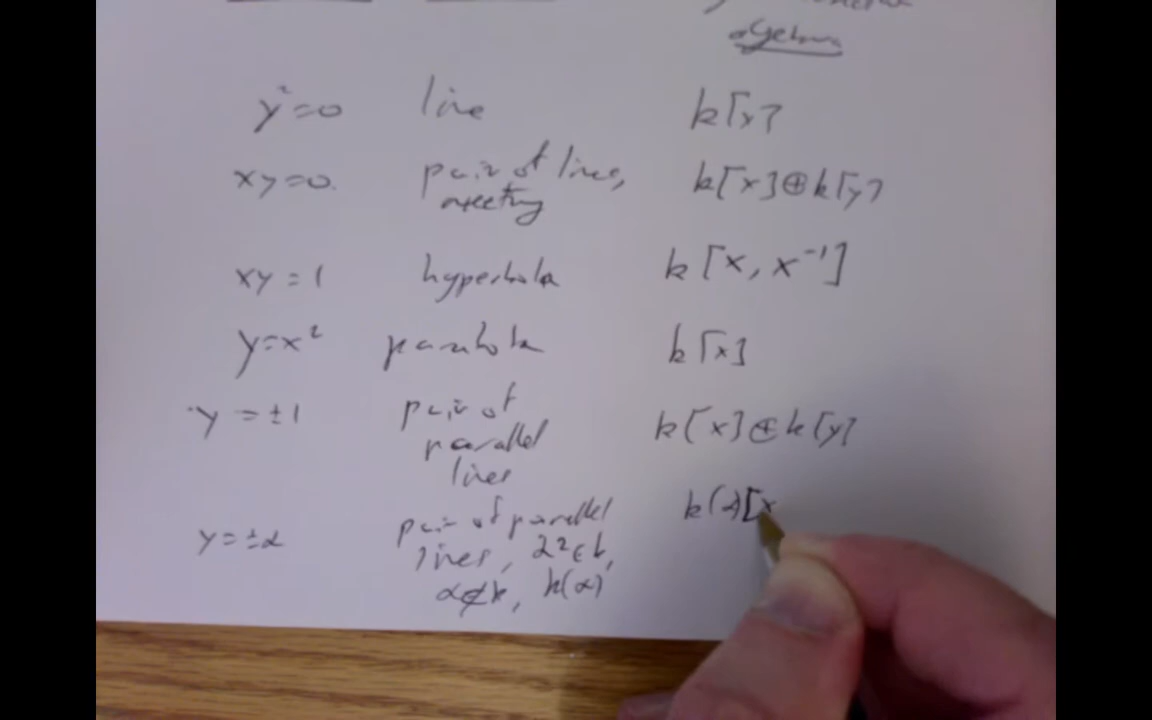 algebra
y²=0 line k[x]
xy=0. pair of lines, k[x]⊕k[y]
meeting
xy = 1 hyperbola k[x, x⁻¹]
y=x² parabola k[x]
y = ±1 pair of k[x]⊕k[y]
parallel
lines
y=±α pair of parallel k(α)[x
lines, α²∈k,
α∉k, k(α)